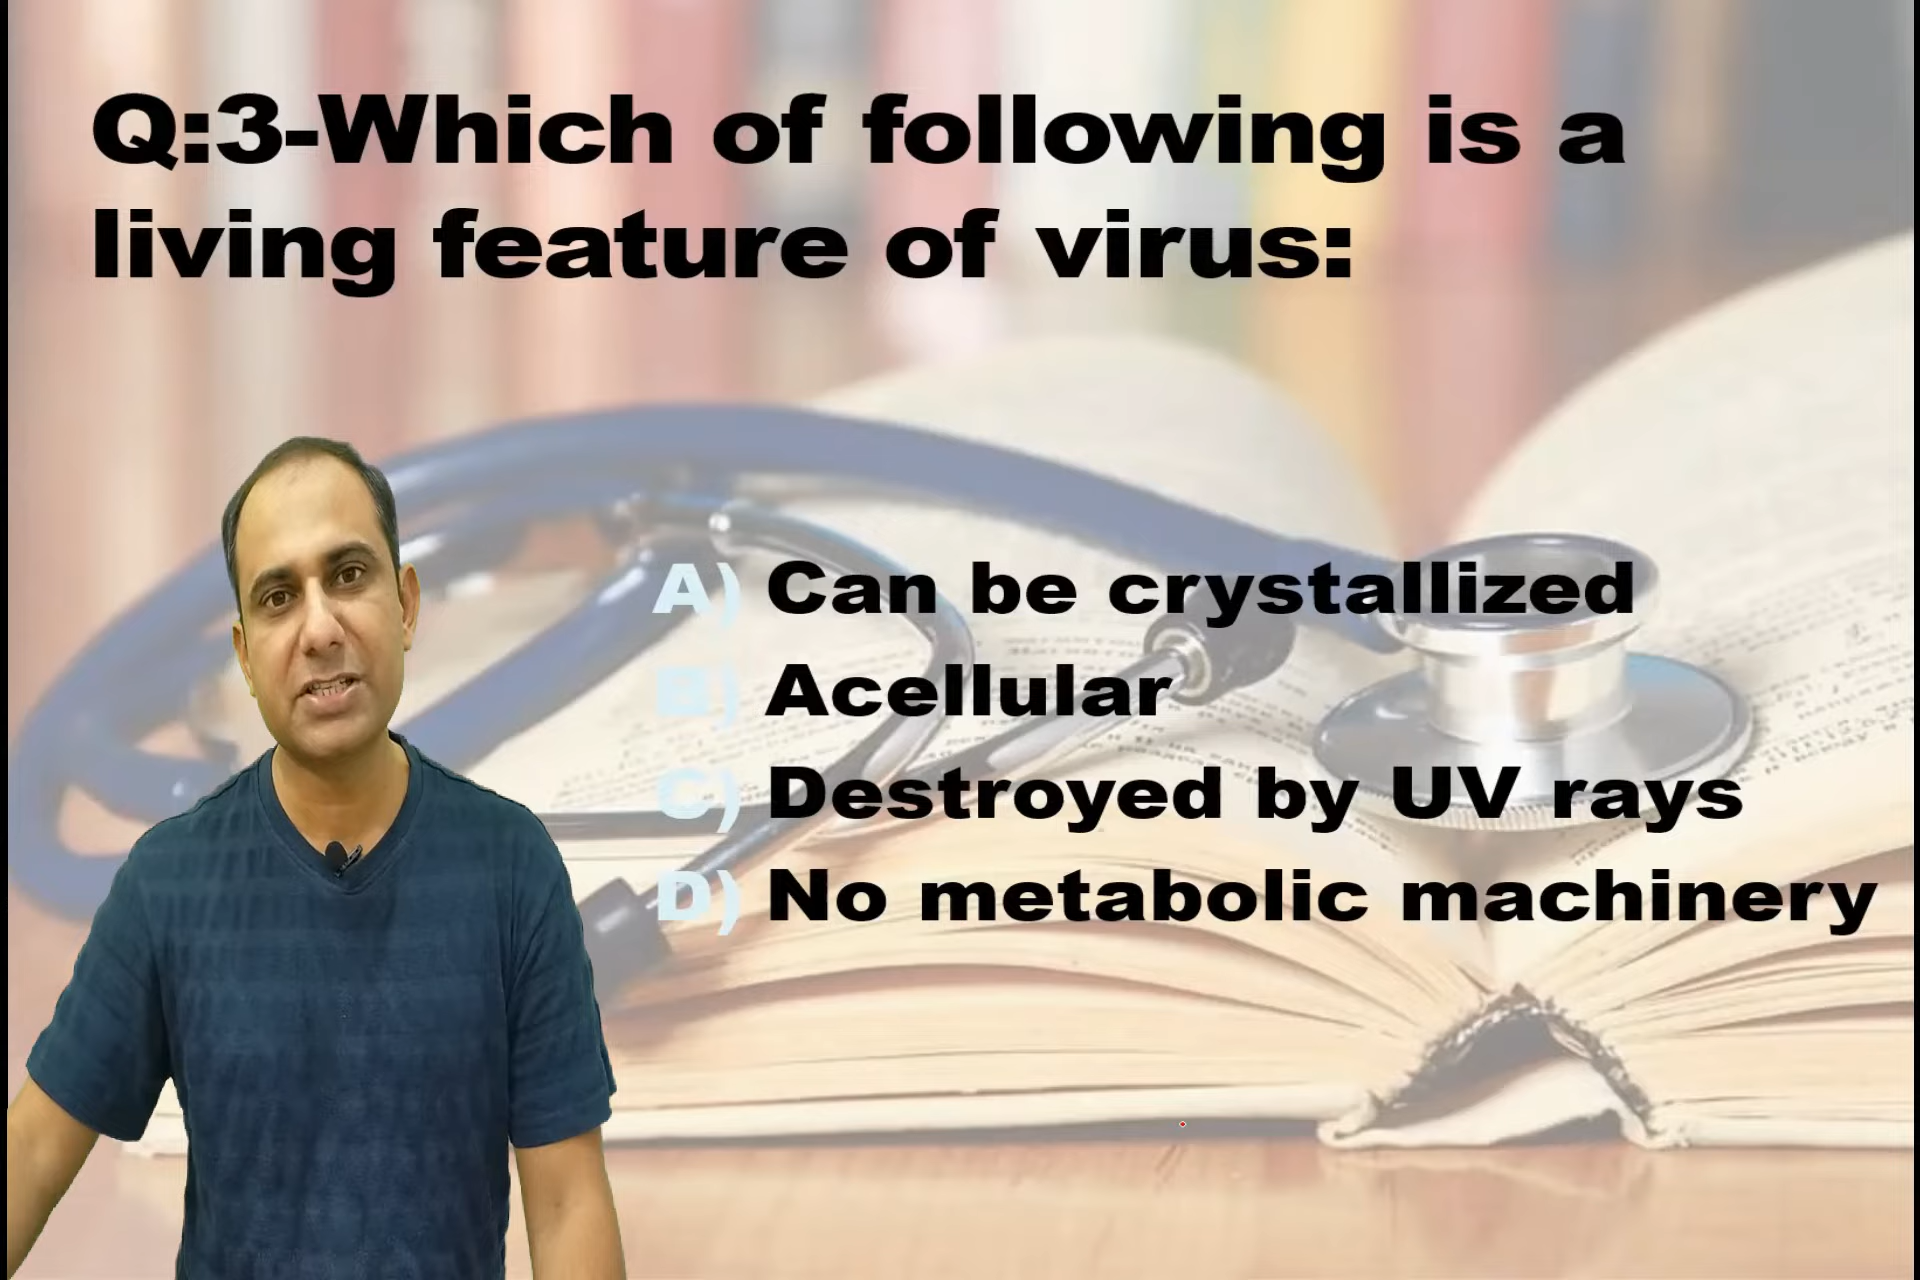 Q:3-Which of following is a
living feature of virus:
A) Can be crystallized
B) Acellular
C) Destroyed by UV rays
D) No metabolic machinery